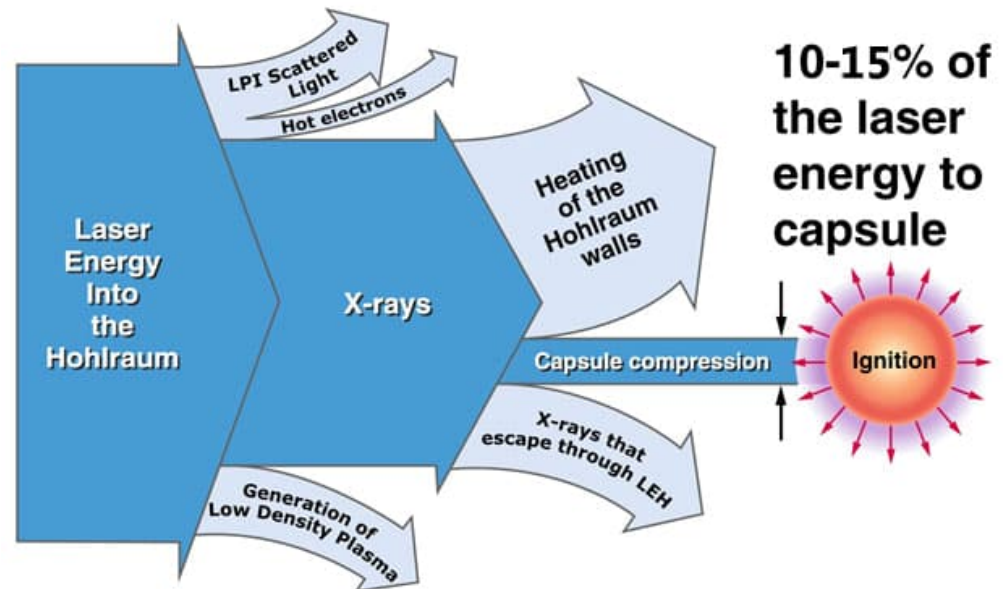 LPI Scattered
Light
Hot electrons
Laser
Energy
Into
the
Hohlraum
X-rays
Heating
of the
Hohlraum
walls
10-15% of
the laser
energy to
capsule
Capsule compression
Ignition
X-rays that
escape through LEH
Generation of
Low Density Plasma